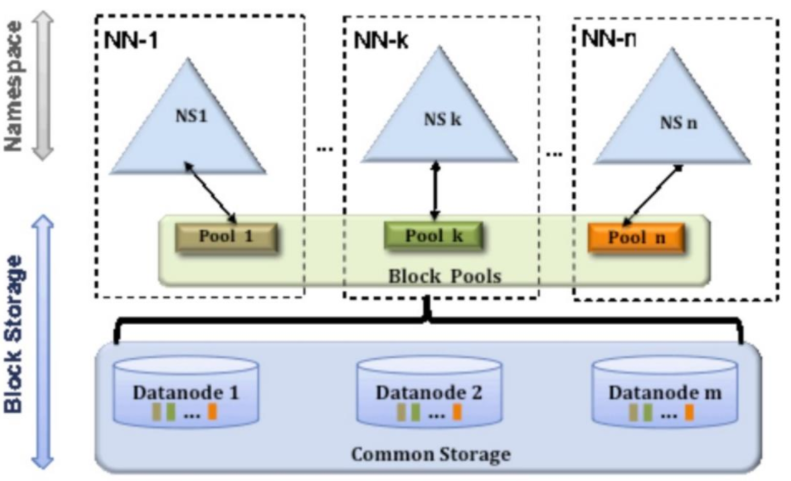 Namespace
NN-1
NN-k
NN-n
NS1
...
NS k
...
NS n
Block Storage
Pool 1
Pool k
Pool n
Block Pools
Datanode 1
...
Datanode 2
...
Datanode m
...
Common Storage